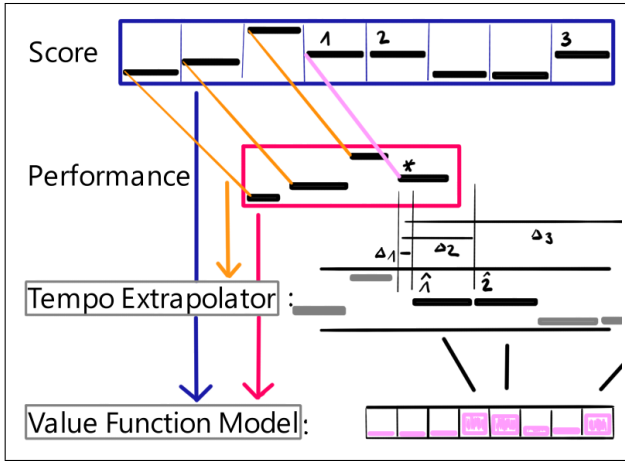 1 2 3
Score
Performance *
Δ3
Δ1 Δ2
1̂ 2̂
Tempo Extrapolator :
Value Function Model: